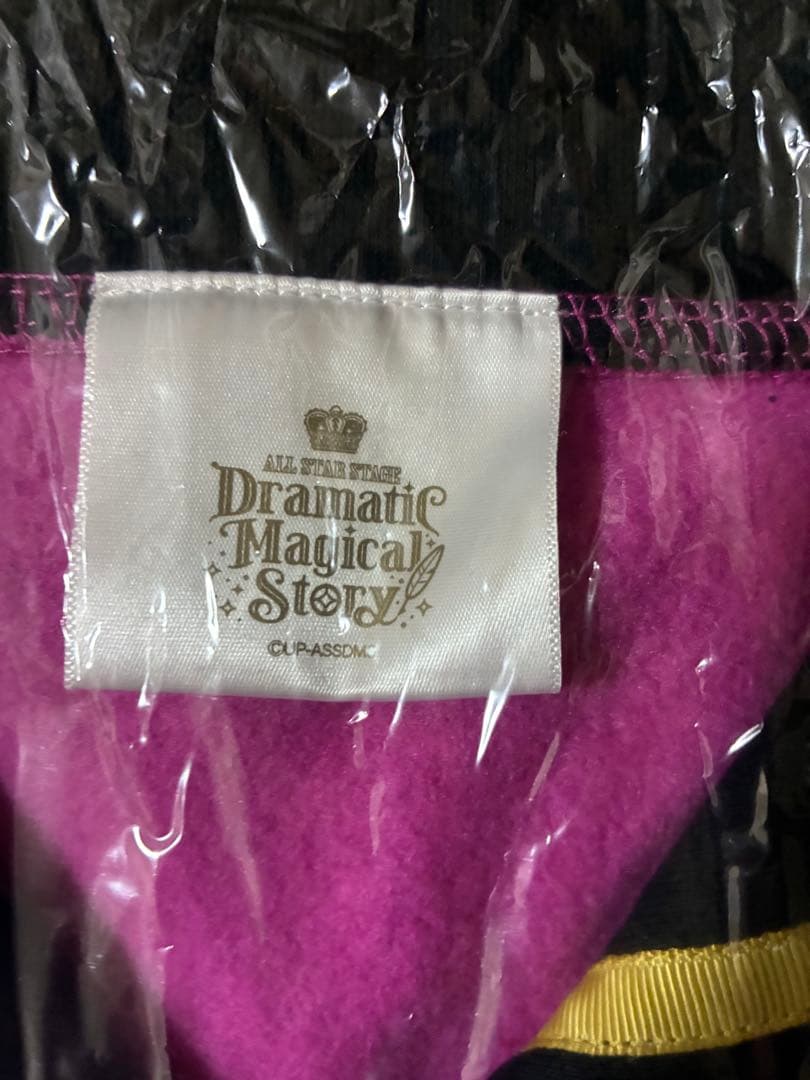 ALL STAR STAGE
Dramatic
Magical
Story
©UP-ASSDMS